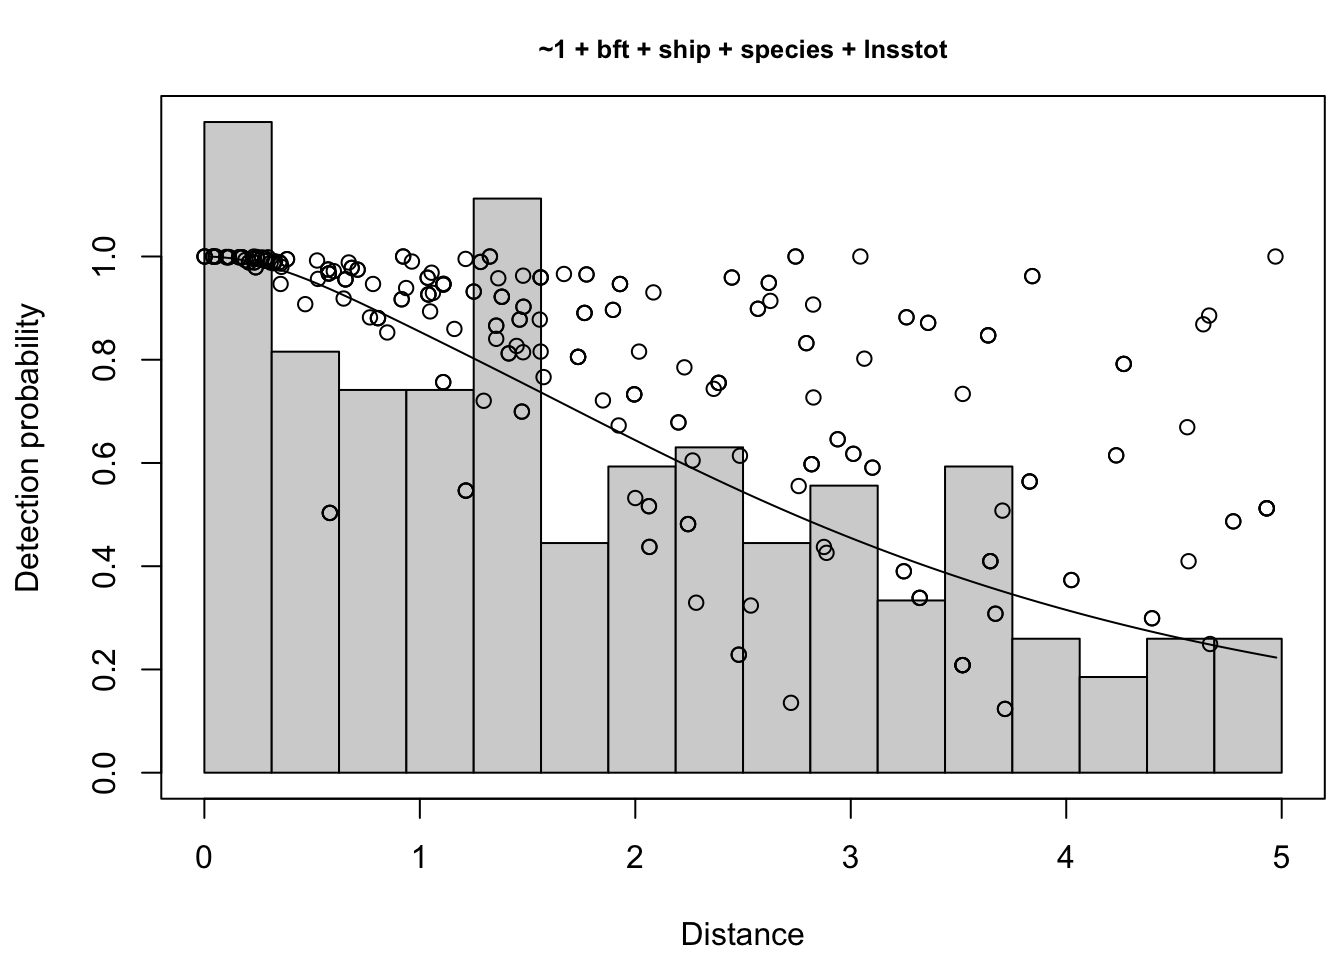 ~1 + bft + ship + species + lnsstot
Detection probability
1.0
0.8
0.6
0.4
0.2
0.0
0 1 2 3 4 5
Distance